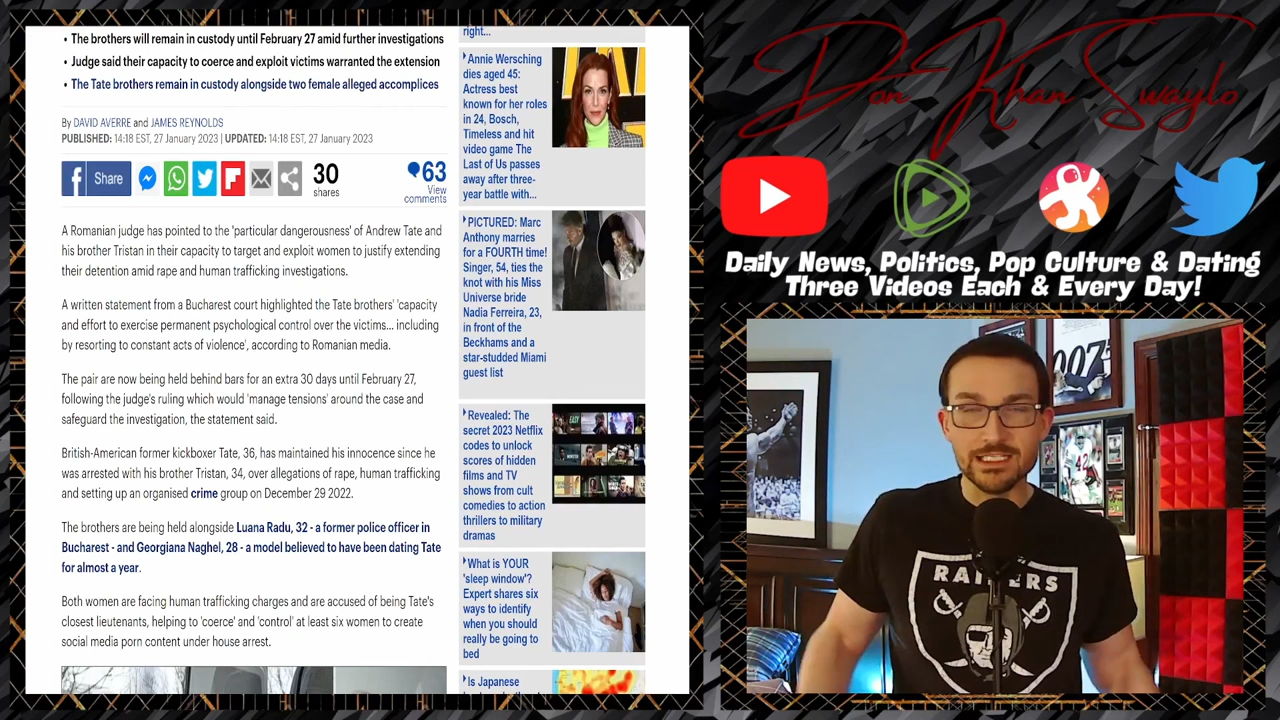 • The brothers will remain in custody until February 27 amid further investigations
• Judge said their capacity to coerce and exploit victims warranted the extension
• The Tate brothers remain in custody alongside two female alleged accomplices
By DAVID AVERRE and JAMES REYNOLDS
PUBLISHED: 14:18 EST, 27 January 2023 | UPDATED: 14:18 EST, 27 January 2023
f Share
30
shares
63
View
comments
A Romanian judge has pointed to the 'particular dangerousness' of Andrew Tate and
his brother Tristan in their capacity to target and exploit women to justify extending
their detention amid rape and human trafficking investigations.
A written statement from a Bucharest court highlighted the Tate brothers' 'capacity
and effort to exercise permanent psychological control over the victims... including
by resorting to constant acts of violence', according to Romanian media.
The pair are now being held behind bars for an extra 30 days until February 27,
following the judge's ruling which would 'manage tensions' around the case and
safeguard the investigation, the statement said.
British-American former kickboxer Tate, 36, has maintained his innocence since he
was arrested with his brother Tristan, 34, over allegations of rape, human trafficking
and setting up an organised crime group on December 29 2022.
The brothers are being held alongside Luana Radu, 32 - a former police officer in
Bucharest - and Georgiana Naghel, 28 - a model believed to have been dating Tate
for almost a year.
Both women are facing human trafficking charges and are accused of being Tate's
closest lieutenants, helping to 'coerce' and 'control' at least six women to create
social media porn content under house arrest.
right...
Annie Wersching
dies aged 45:
Actress best
known for her roles
in 24, Bosch,
Timeless and hit
video game The
Last of Us passes
away after three-
year battle with...
PICTURED: Marc
Anthony marries
for a FOURTH time!
Singer, 54, ties the
knot with his Miss
Universe bride
Nadia Ferreira, 23,
in front of the
Beckhams and a
star-studded Miami
guest list
Revealed: The
secret 2023 Netflix
codes to unlock
scores of hidden
films and TV
shows from cult
comedies to action
thrillers to military
dramas
What is YOUR
'sleep window'?
Expert shares six
ways to identify
when you should
really be going to
bed
Is Japanese
Don Khan Swaylo
Daily News, Politics, Pop Culture & Dating
Three Videos Each & Every Day!
007
42
RAIDERS